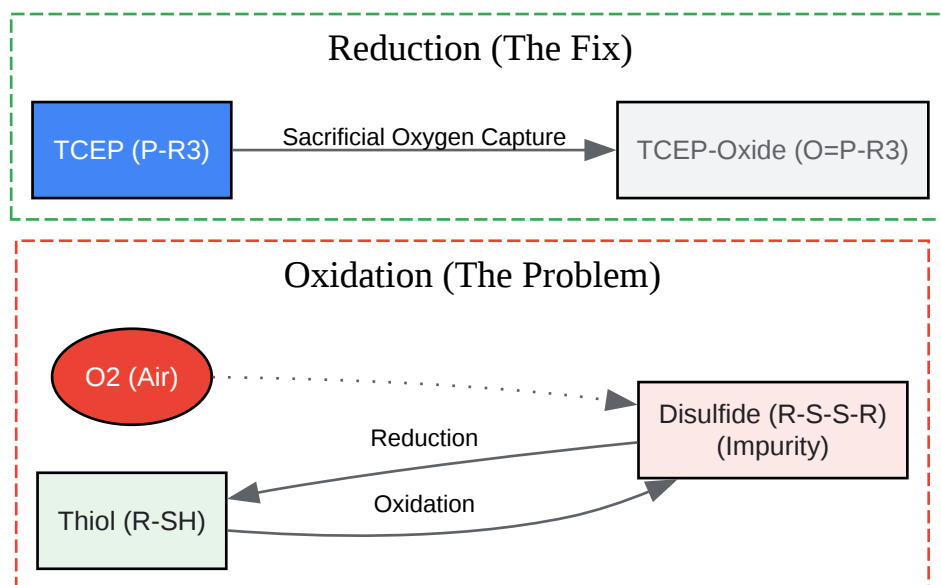 Reduction (The Fix)
TCEP (P-R3)
Sacrificial Oxygen Capture
TCEP-Oxide (O=P-R3)
Oxidation (The Problem)
O2 (Air)
Disulfide (R-S-S-R)
(Impurity)
Reduction
Oxidation
Thiol (R-SH)